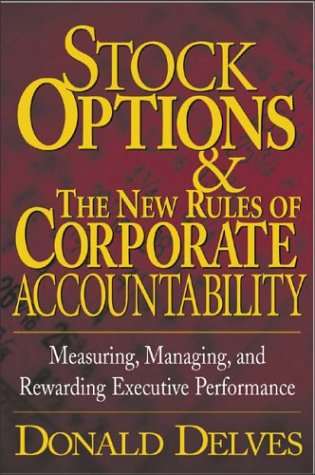 STOCK
OPTIONS
&
THE NEW RULES OF
CORPORATE
ACCOUNTABILITY
Measuring, Managing, and
Rewarding Executive Performance
DONALD DELVES